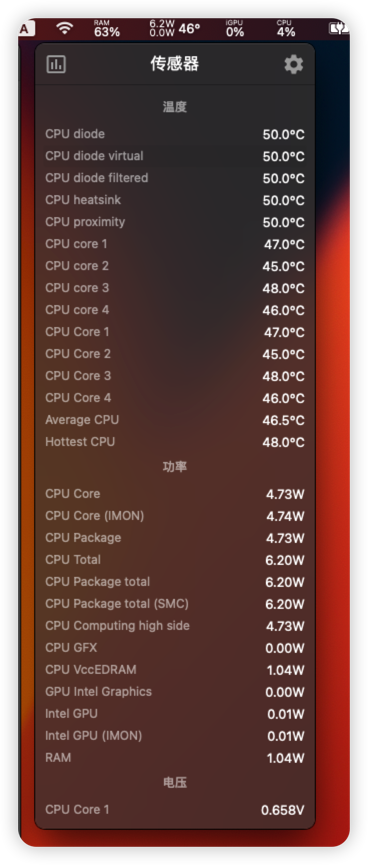 A
RAM
63%
6.2W
0.0W
46°
iGPU
0%
CPU
4%
传感器
温度
CPU diode 50.0°C
CPU diode virtual 50.0°C
CPU diode filtered 50.0°C
CPU heatsink 50.0°C
CPU proximity 50.0°C
CPU core 1 47.0°C
CPU core 2 45.0°C
CPU core 3 48.0°C
CPU core 4 46.0°C
CPU Core 1 47.0°C
CPU Core 2 45.0°C
CPU Core 3 48.0°C
CPU Core 4 46.0°C
Average CPU 46.5°C
Hottest CPU 48.0°C
功率
CPU Core 4.73W
CPU Core (IMON) 4.74W
CPU Package 4.73W
CPU Total 6.20W
CPU Package total 6.20W
CPU Package total (SMC) 6.20W
CPU Computing high side 4.73W
CPU GFX 0.00W
CPU VccEDRAM 1.04W
GPU Intel Graphics 0.00W
Intel GPU 0.01W
Intel GPU (IMON) 0.01W
RAM 1.04W
电压
CPU Core 1 0.658V